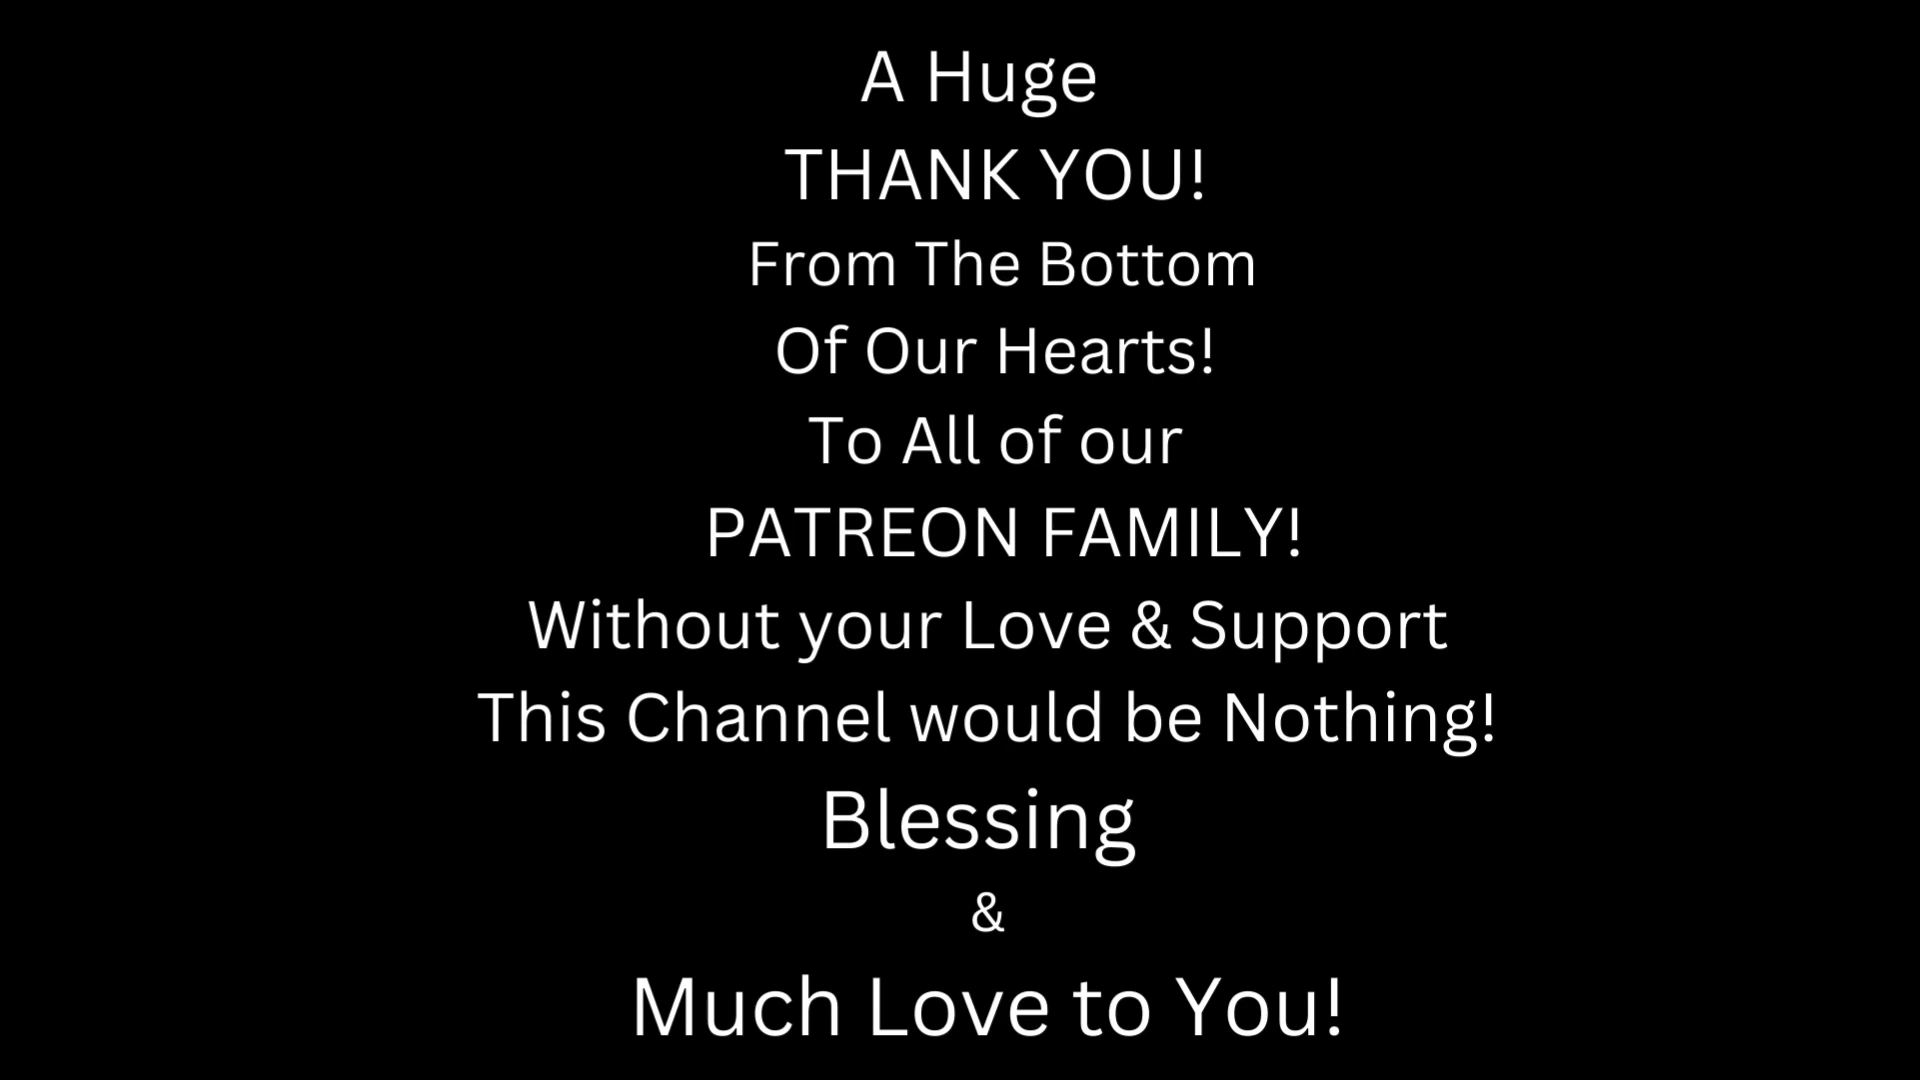 A Huge
THANK YOU!
From The Bottom
Of Our Hearts!
To All of our
PATREON FAMILY!
Without your Love & Support
This Channel would be Nothing!
Blessing
&
Much Love to You!